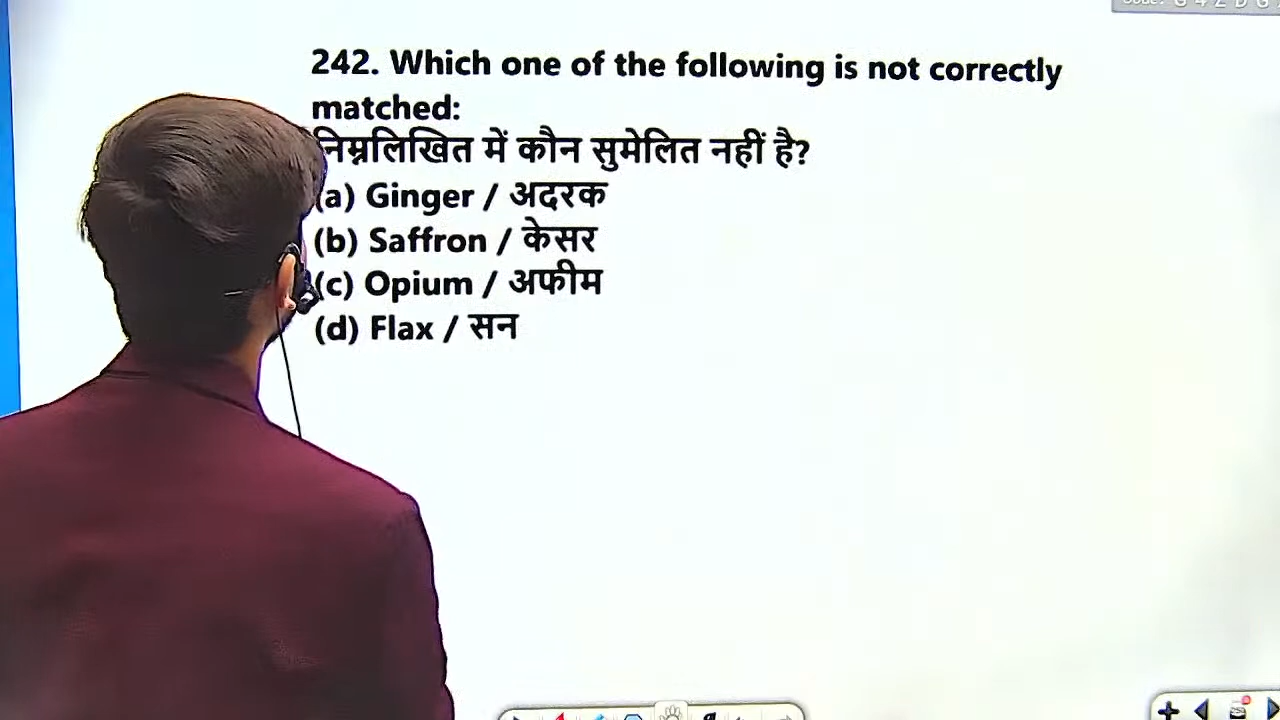 242. Which one of the following is not correctly
matched:
निम्नलिखित में कौन सुमेलित नहीं है?
(a) Ginger / अदरक
(b) Saffron / केसर
(c) Opium / अफीम
(d) Flax / सन